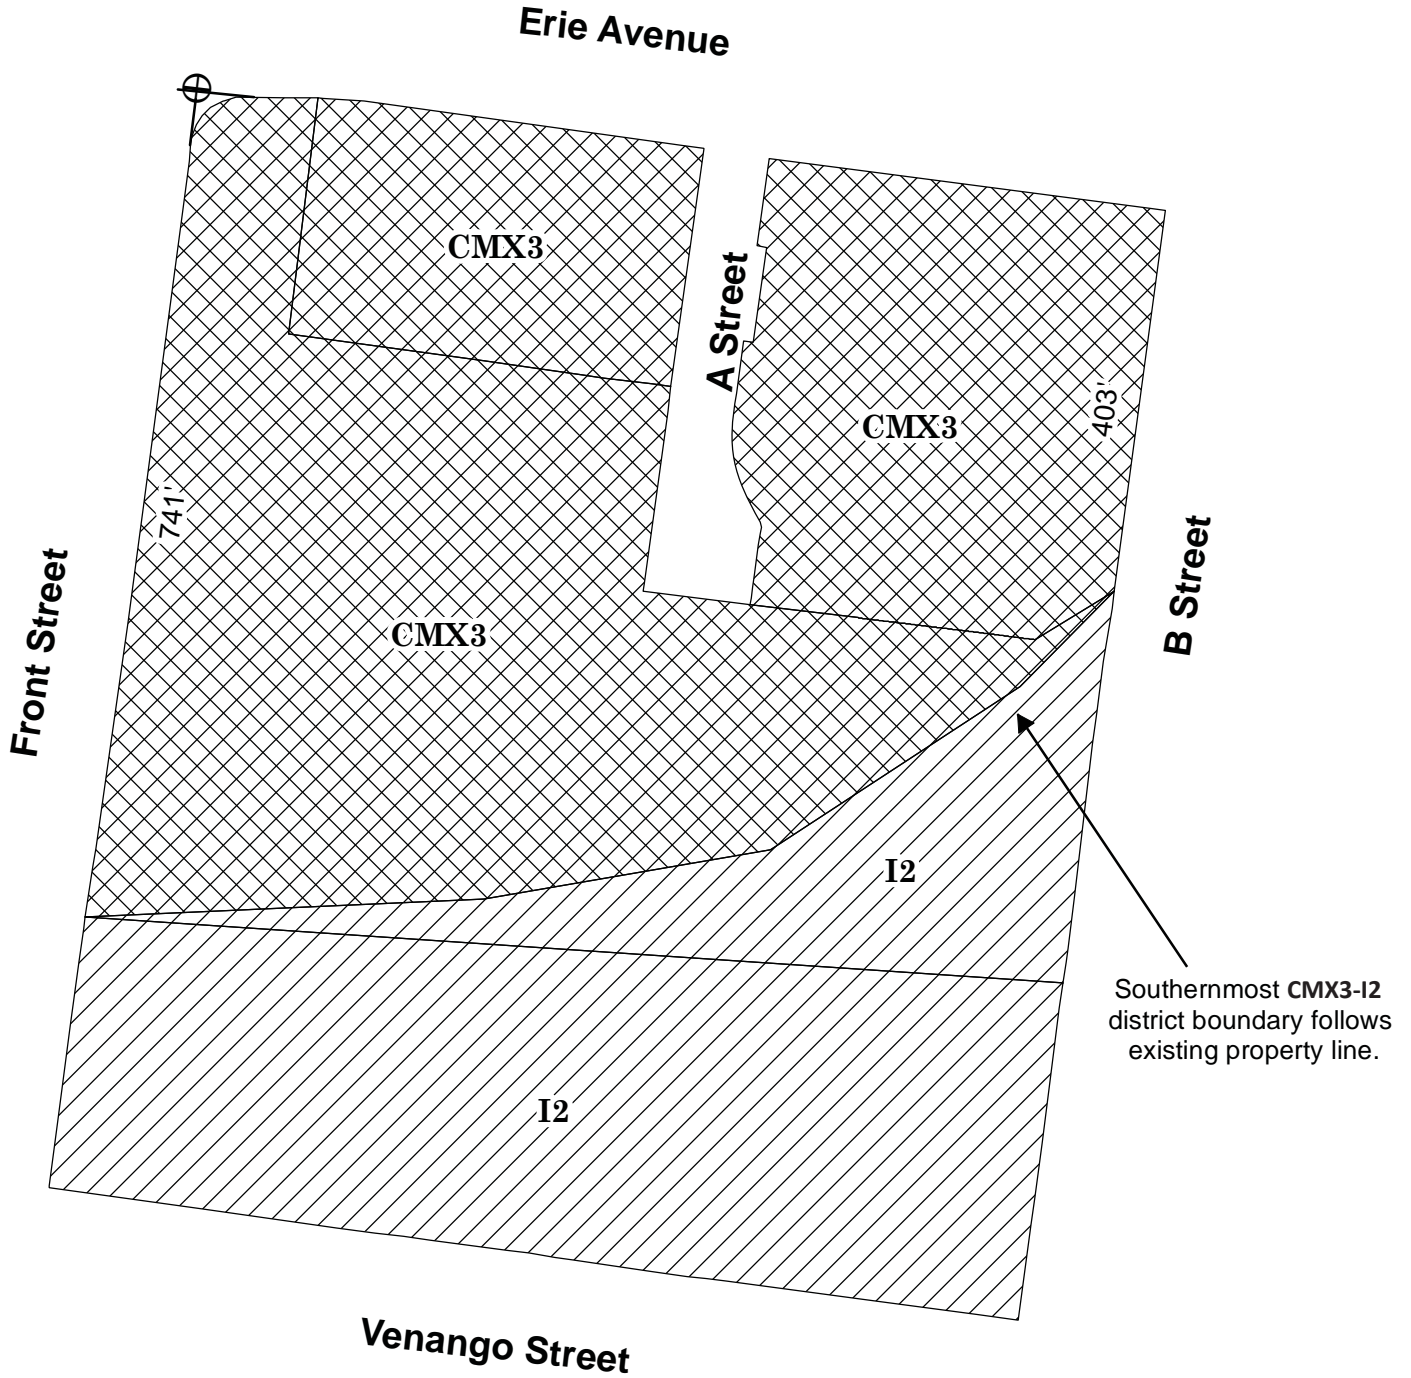 Erie Avenue
CMX3
A Street
CMX3
403'
741'
Front Street
B Street
CMX3
I2
Southernmost CMX3-I2
district boundary follows
existing property line.
I2
Venango Street